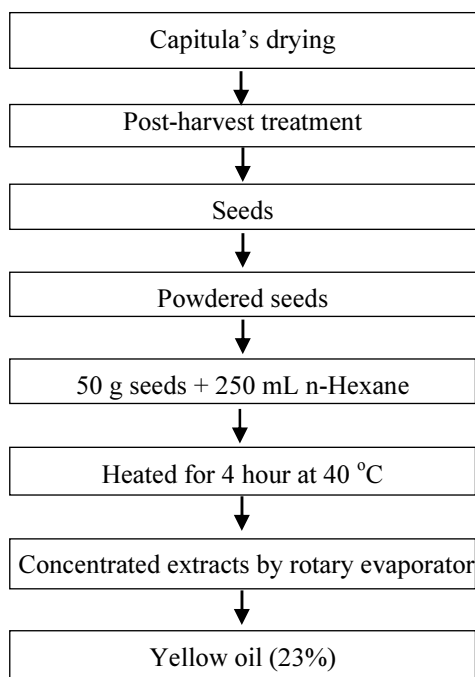 Capitula’s drying
Post-harvest treatment
Seeds
Powdered seeds
50 g seeds + 250 mL n-Hexane
Heated for 4 hour at 40 °C
Concentrated extracts by rotary evaporator
Yellow oil (23%)